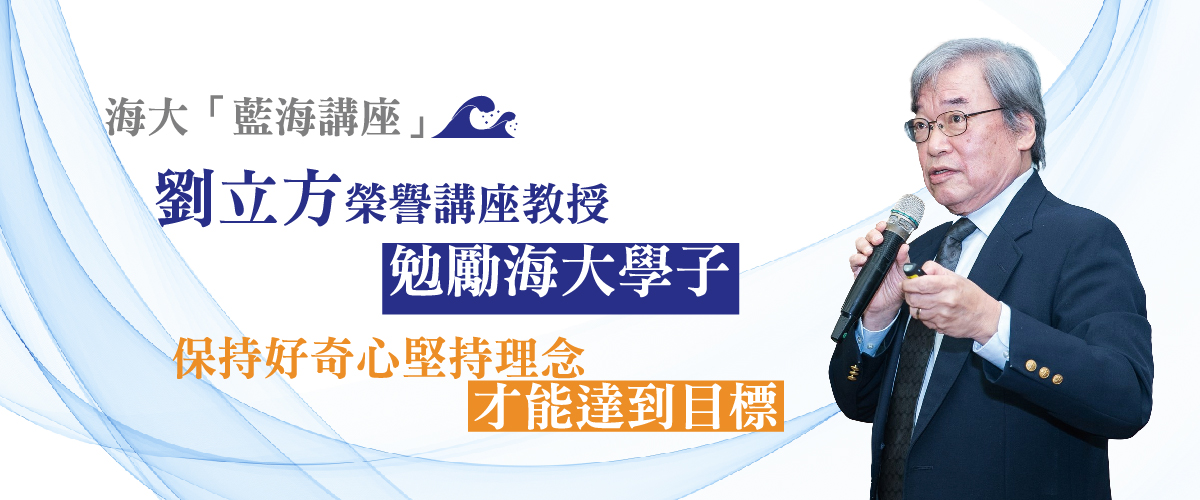 海大「藍海講座」
劉立方榮譽講座教授
勉勵海大學子
保持好奇心堅持理念
才能達到目標